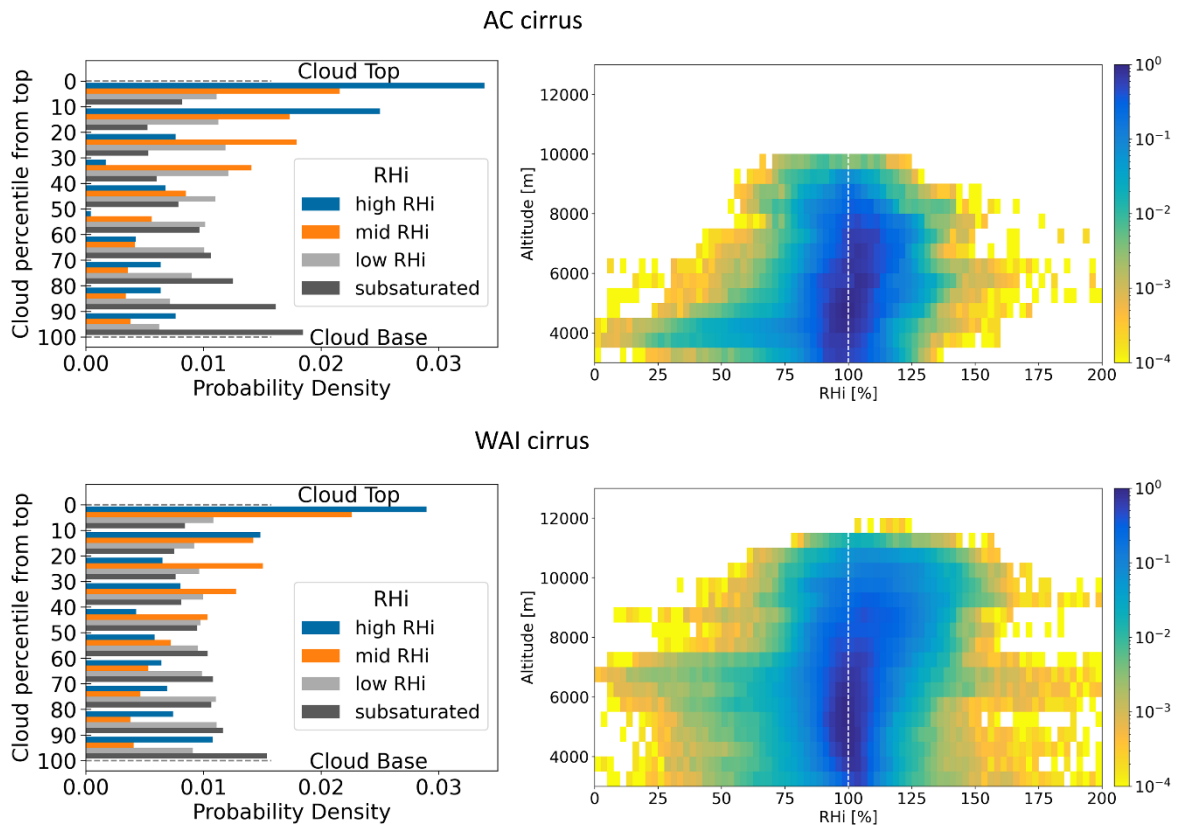 AC cirrus
Cloud percentile from top
0
10
20
30
40
50
60
70
80
90
100
Cloud Top
RHi
high RHi
mid RHi
low RHi
subsaturated
Cloud Base
0.00
0.01
0.02
0.03
Probability Density
Altitude [m]
12000
10000
8000
6000
4000
0
25
50
75
100
125
150
175
200
RHi [%]
10⁰
10⁻¹
10⁻²
10⁻³
10⁻⁴
WAI cirrus
Cloud percentile from top
0
10
20
30
40
50
60
70
80
90
100
Cloud Top
RHi
high RHi
mid RHi
low RHi
subsaturated
Cloud Base
0.00
0.01
0.02
0.03
Probability Density
Altitude [m]
12000
10000
8000
6000
4000
0
25
50
75
100
125
150
175
200
RHi [%]
10⁰
10⁻¹
10⁻²
10⁻³
10⁻⁴